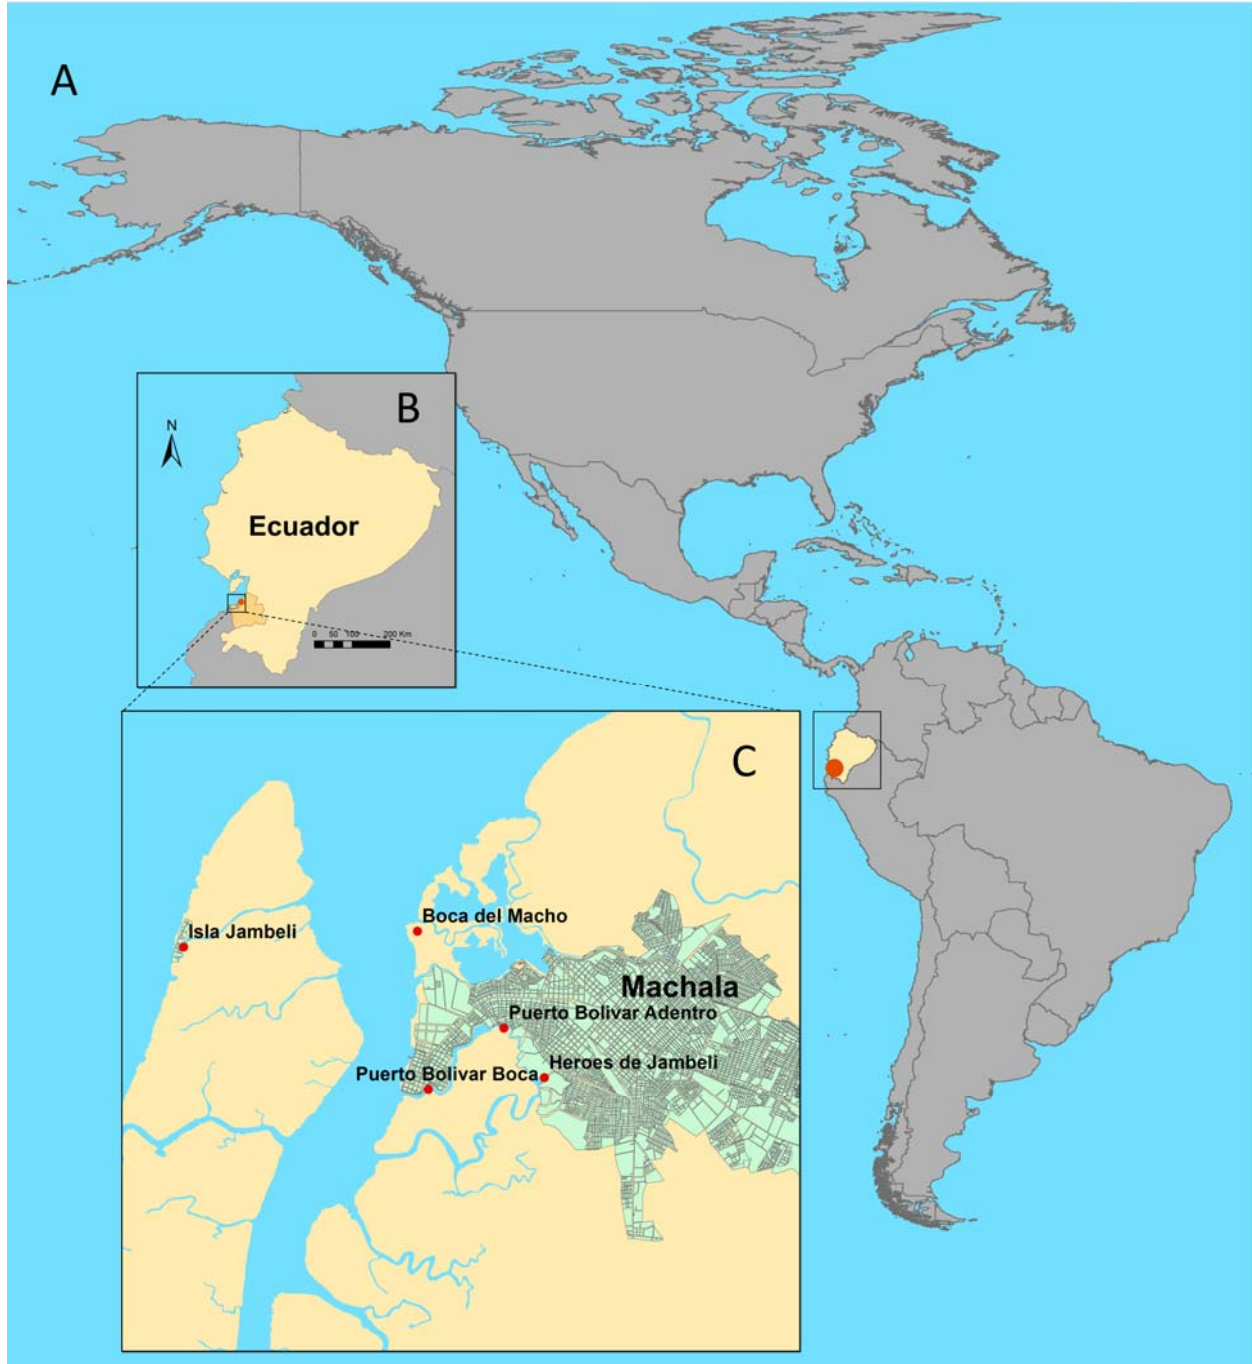 A
B
N
Ecuador
0 50 100 200 Km
C
Isla Jambeli
Boca del Macho
Machala
Puerto Bolivar Adentro
Heroes de Jambeli
Puerto Bolivar Boca